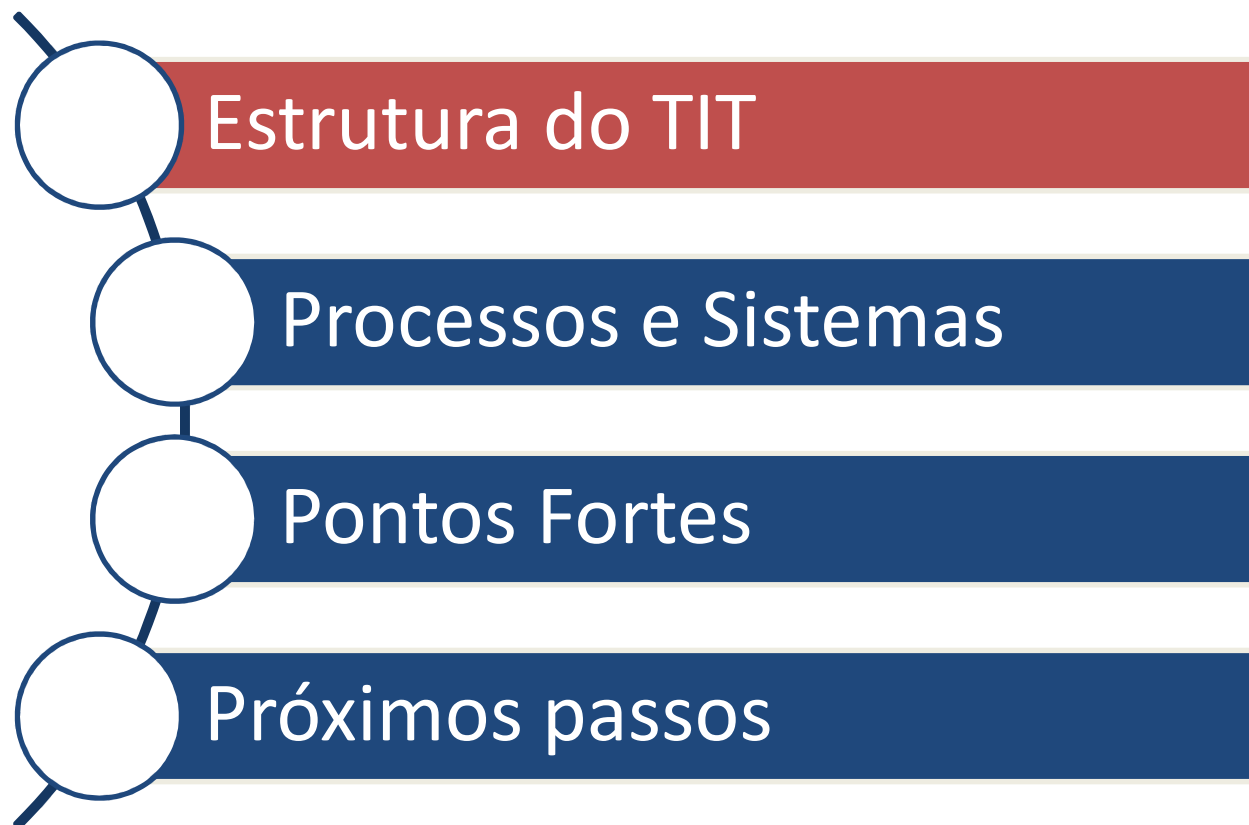 Estrutura do TIT
Processos e Sistemas
Pontos Fortes
Próximos passos